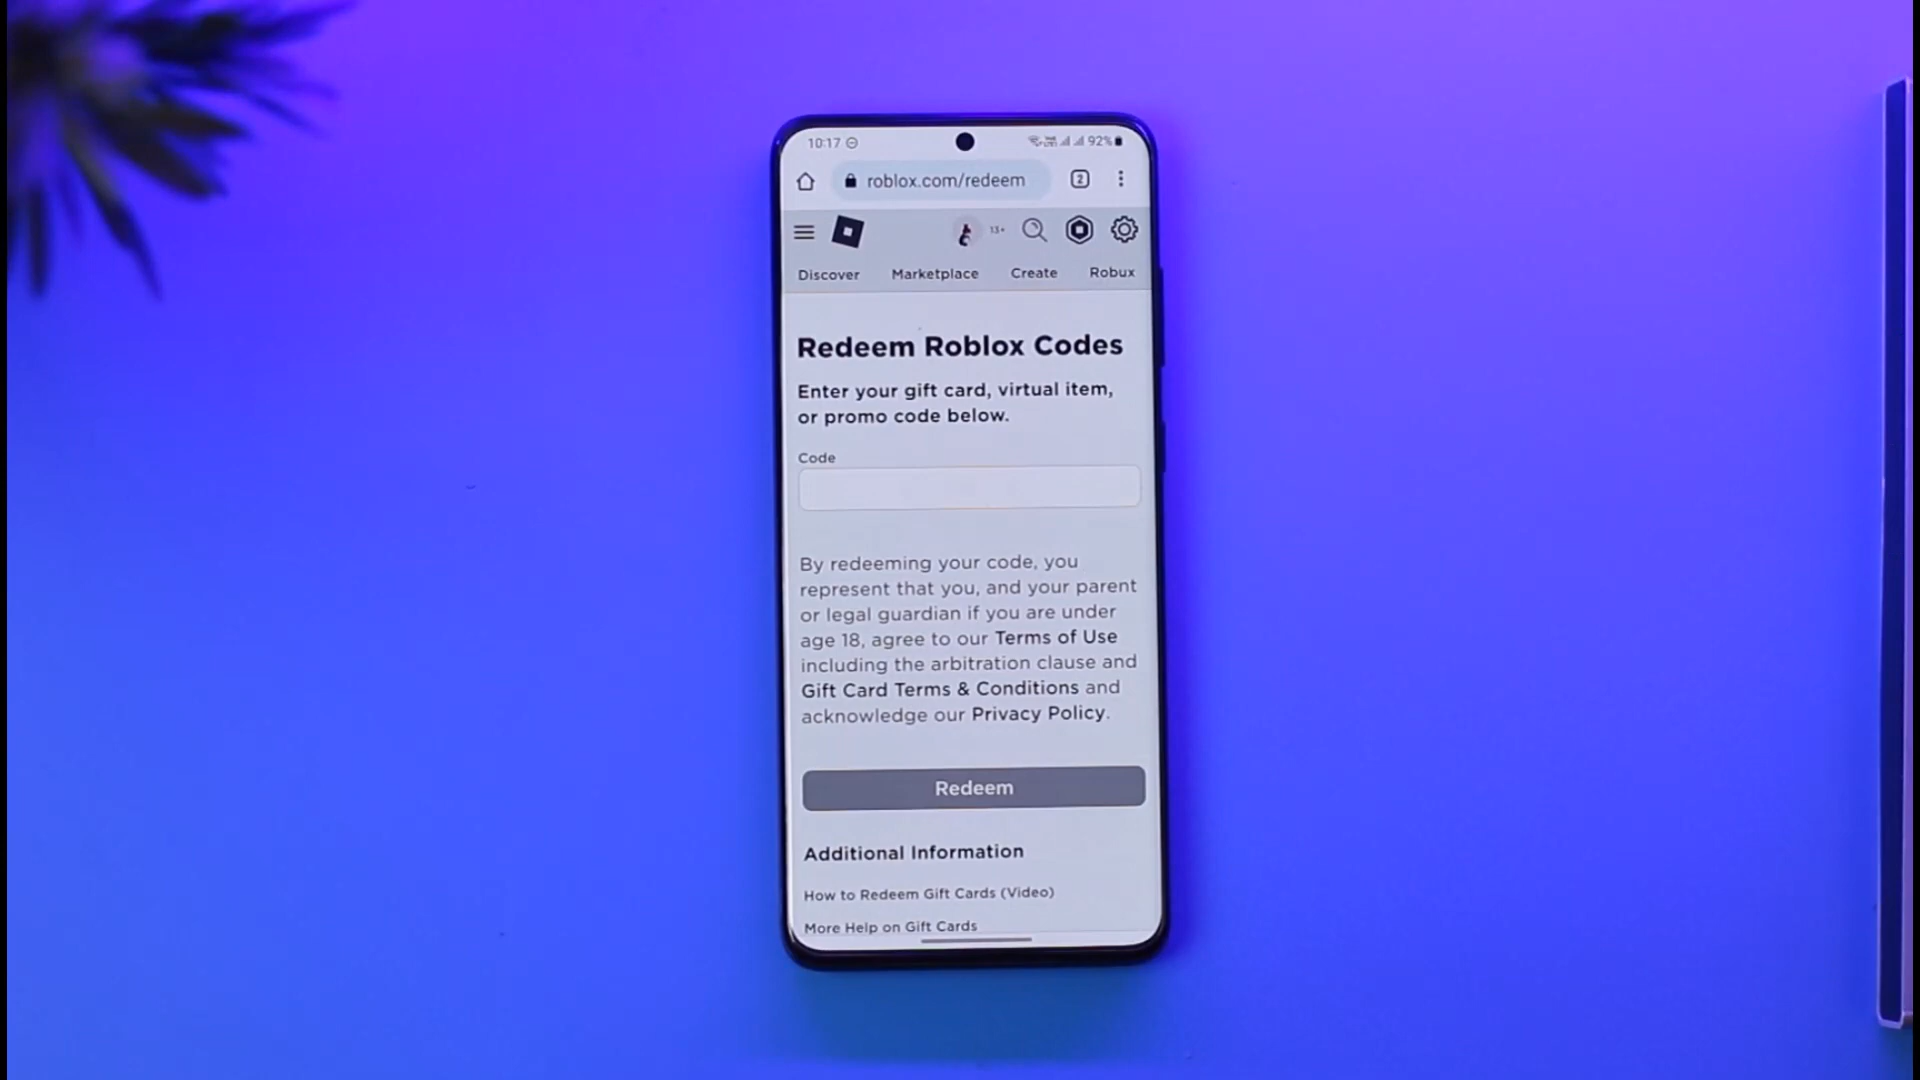 10:17 92%
roblox.com/redeem 2
13+
Discover Marketplace Create Robux
Redeem Roblox Codes
Enter your gift card, virtual item,
or promo code below.
Code
By redeeming your code, you
represent that you, and your parent
or legal guardian if you are under
age 18, agree to our Terms of Use
including the arbitration clause and
Gift Card Terms & Conditions and
acknowledge our Privacy Policy.
Redeem
Additional Information
How to Redeem Gift Cards (Video)
More Help on Gift Cards